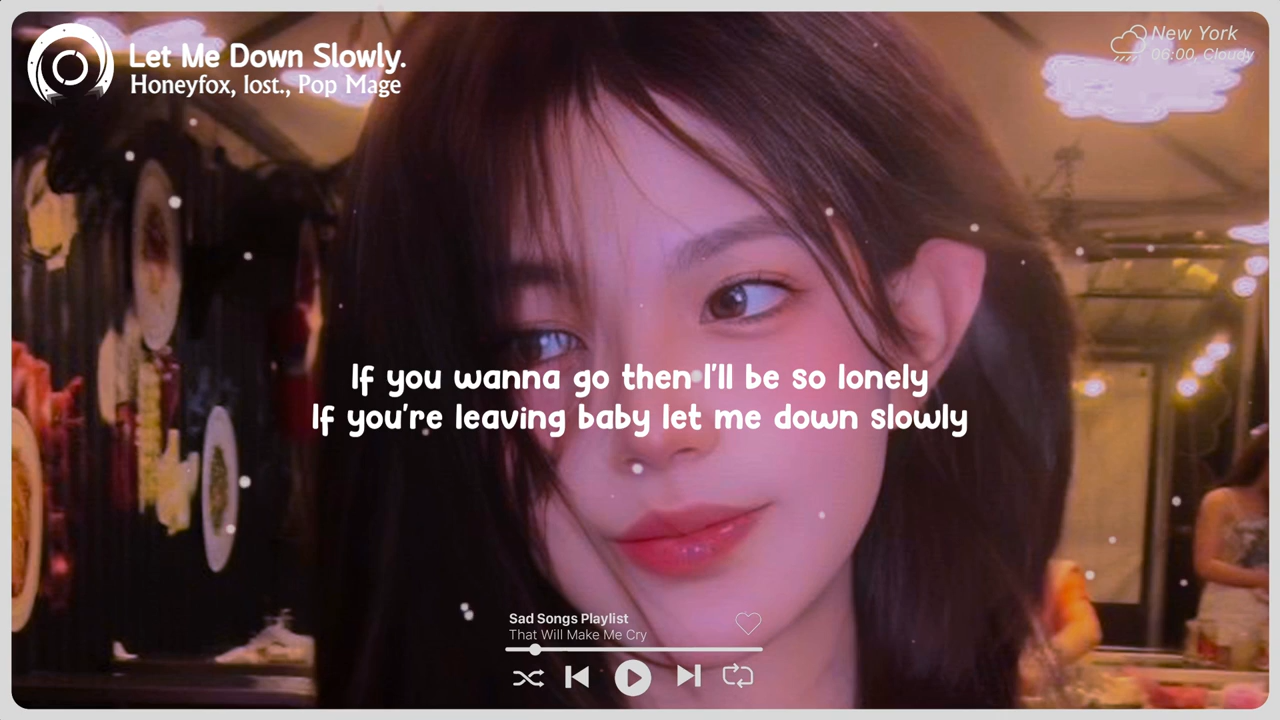 Let Me Down Slowly.
Honeyfox, lost., Pop Mage
New York
06:00, Cloudy
If you wanna go then I'll be so lonely
If you're leaving baby let me down slowly
Sad Songs Playlist
That Will Make Me Cry